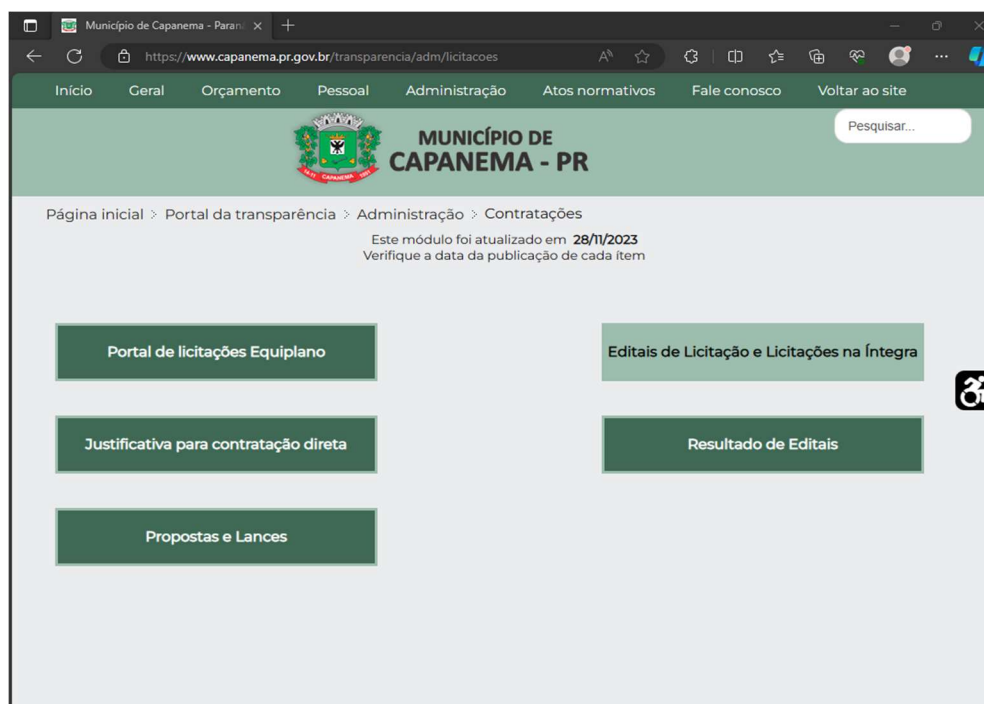 Município de Capanema - Paran
https://www.capanema.pr.gov.br/transparencia/adm/licitacoes
Início Geral Orçamento Pessoal Administração Atos normativos Fale conosco Voltar ao site
Pesquisar...
MUNICÍPIO DE
CAPANEMA - PR
CAPANEMA
Página inicial > Portal da transparência > Administração > Contratações
Este módulo foi atualizado em 28/11/2023
Verifique a data da publicação de cada ítem
Portal de licitações Equiplano
Editais de Licitação e Licitações na Íntegra
Justificativa para contratação direta
Resultado de Editais
Propostas e Lances